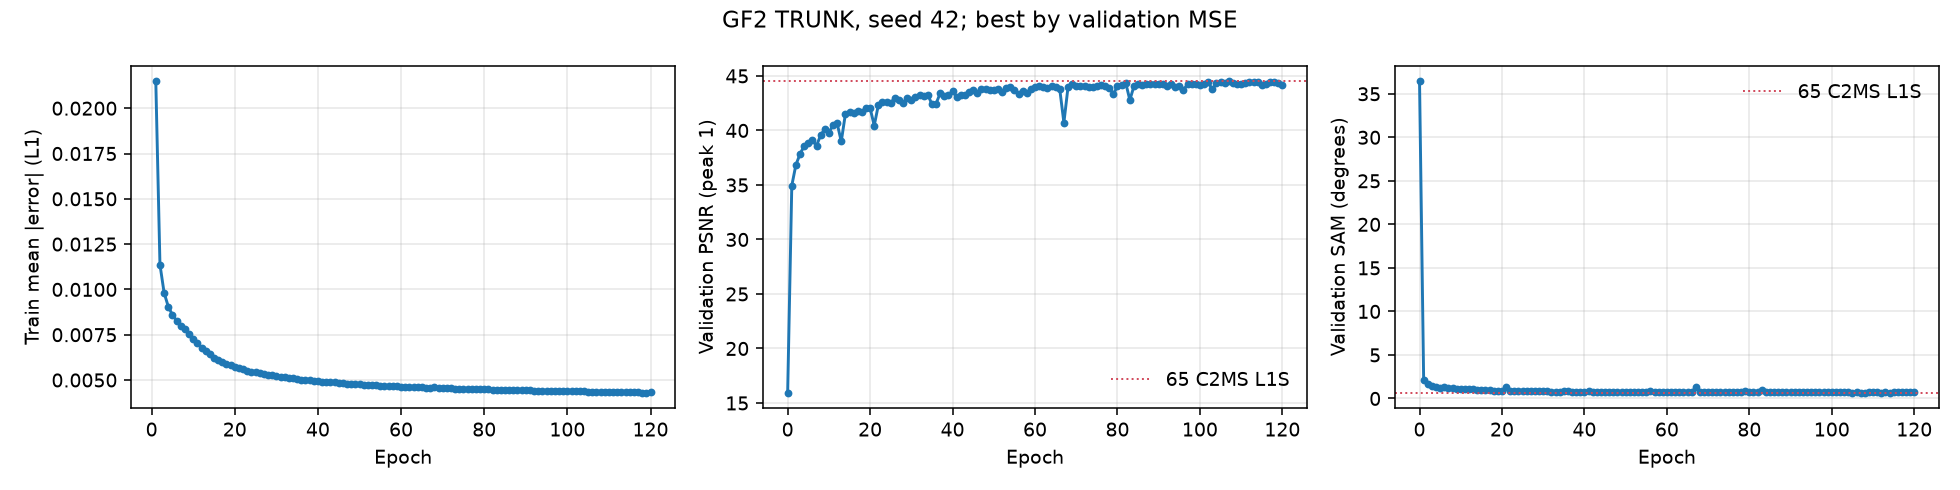 GF2 TRUNK, seed 42; best by validation MSE
Train mean |error| (L1)
0.0200
0.0175
0.0150
0.0125
0.0100
0.0075
0.0050
0 20 40 60 80 100 120
Epoch
Validation PSNR (peak 1)
45
40
35
30
25
20
15
65 C2MS L1S
0 20 40 60 80 100 120
Epoch
Validation SAM (degrees)
35
30
25
20
15
10
5
0
65 C2MS L1S
0 20 40 60 80 100 120
Epoch